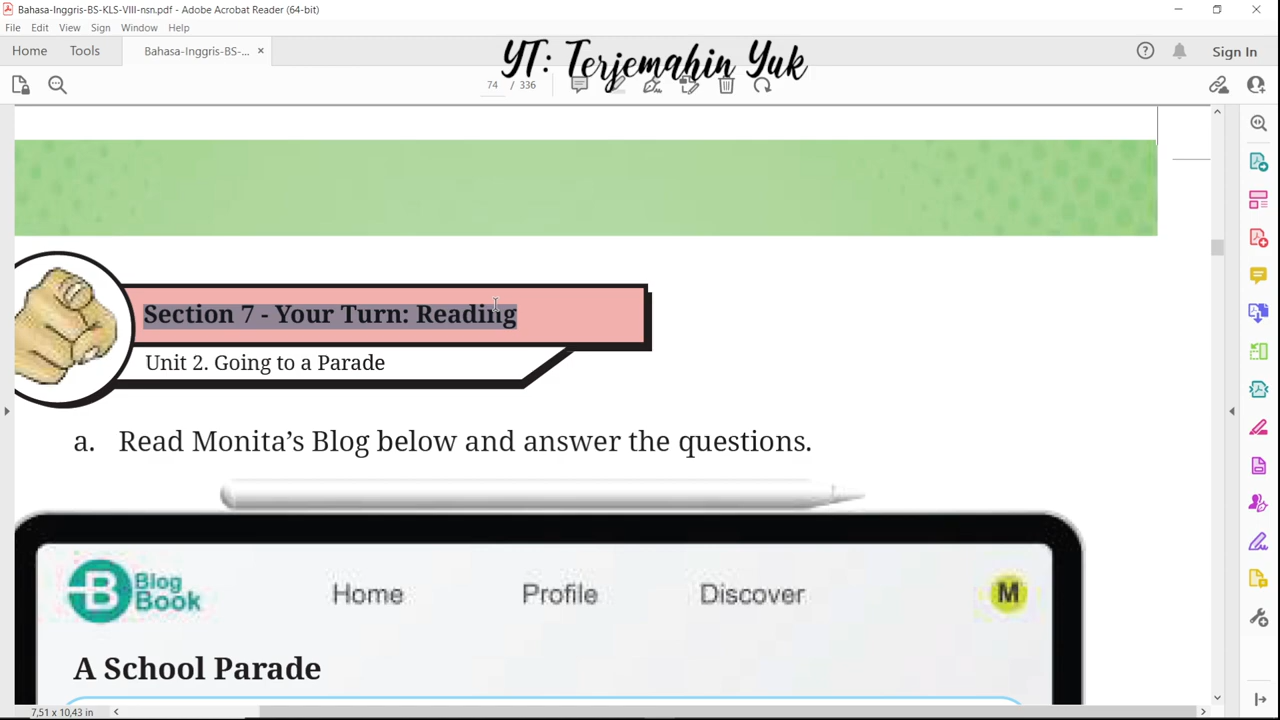 Bahasa-Inggris-BS-KLS-VIII-nsn.pdf - Adobe Acrobat Reader (64-bit)
File Edit View Sign Window Help
Home Tools Bahasa-Inggris-BS-... × Sign In
YT: Terjemahin Yuk
74 / 336
Section 7 - Your Turn: Reading
Unit 2. Going to a Parade
a. Read Monita's Blog below and answer the questions.
B Blog Book Home Profile Discover M
A School Parade
7,51 x 10,43 in